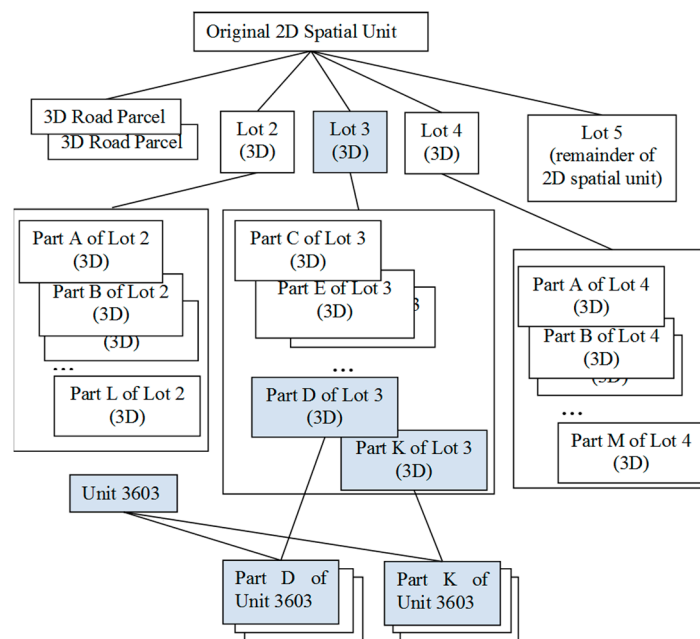 Original 2D Spatial Unit
3D Road Parcel
3D Road Parcel
Lot 2
(3D)
Lot 3
(3D)
Lot 4
(3D)
Lot 5
(remainder of
2D spatial unit)
Part A of Lot 2
(3D)
Part B of Lot 2
(3D)
(3D)
...
Part L of Lot 2
(3D)
Part C of Lot 3
(3D)
Part E of Lot 3
(3D)
3
...
Part D of Lot 3
(3D)
Part K of Lot 3
(3D)
Part A of Lot 4
(3D)
Part B of Lot 4
(3D)
(3D)
...
Part M of Lot 4
(3D)
Unit 3603
Part D of
Unit 3603
Part K of
Unit 3603